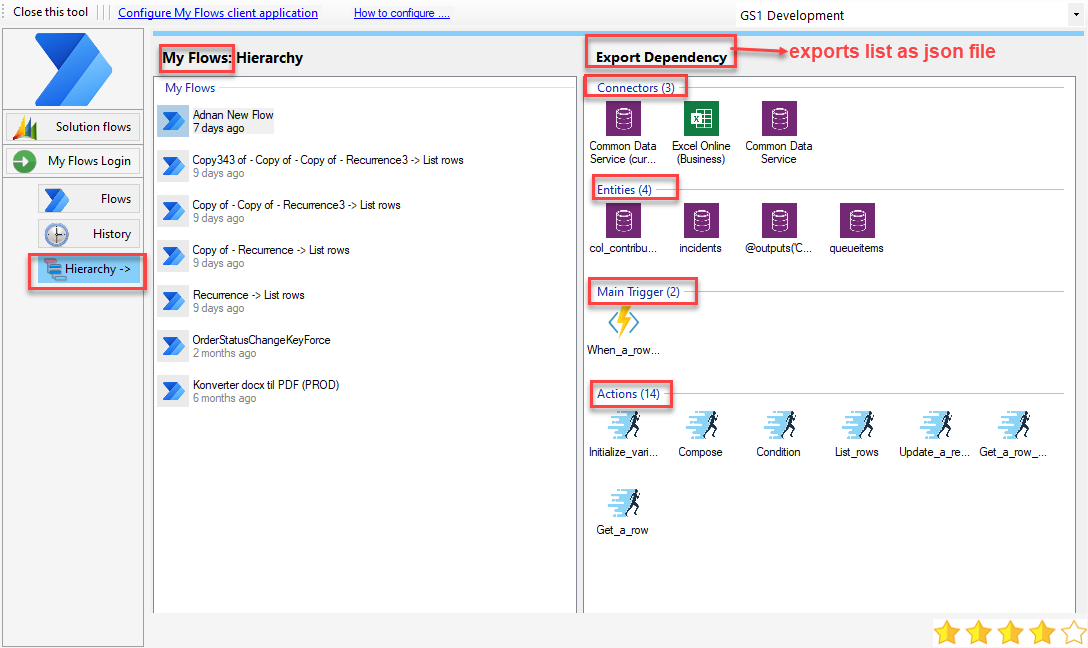 Close this tool
Configure My Flows client application
How to configure ....
GS1 Development
Solution flows
My Flows Login
Flows
History
Hierarchy ->
My Flows: Hierarchy
My Flows
Adnan New Flow
7 days ago
Copy343 of - Copy of - Copy of - Recurrence3 -> List rows
9 days ago
Copy of - Copy of - Recurrence3 -> List rows
9 days ago
Copy of - Recurrence -> List rows
9 days ago
Recurrence -> List rows
9 days ago
OrderStatusChangeKeyForce
2 months ago
Konverter docx til PDF (PROD)
6 months ago
Export Dependency
exports list as json file
Connectors (3)
Common Data
Service (cur...
Excel Online
(Business)
Common Data
Service
Entities (4)
col_contribu...
incidents
@outputs('C...
queueitems
Main Trigger (2)
When_a_row...
Actions (14)
Initialize_vari...
Compose
Condition
List_rows
Update_a_re...
Get_a_row_...
Get_a_row